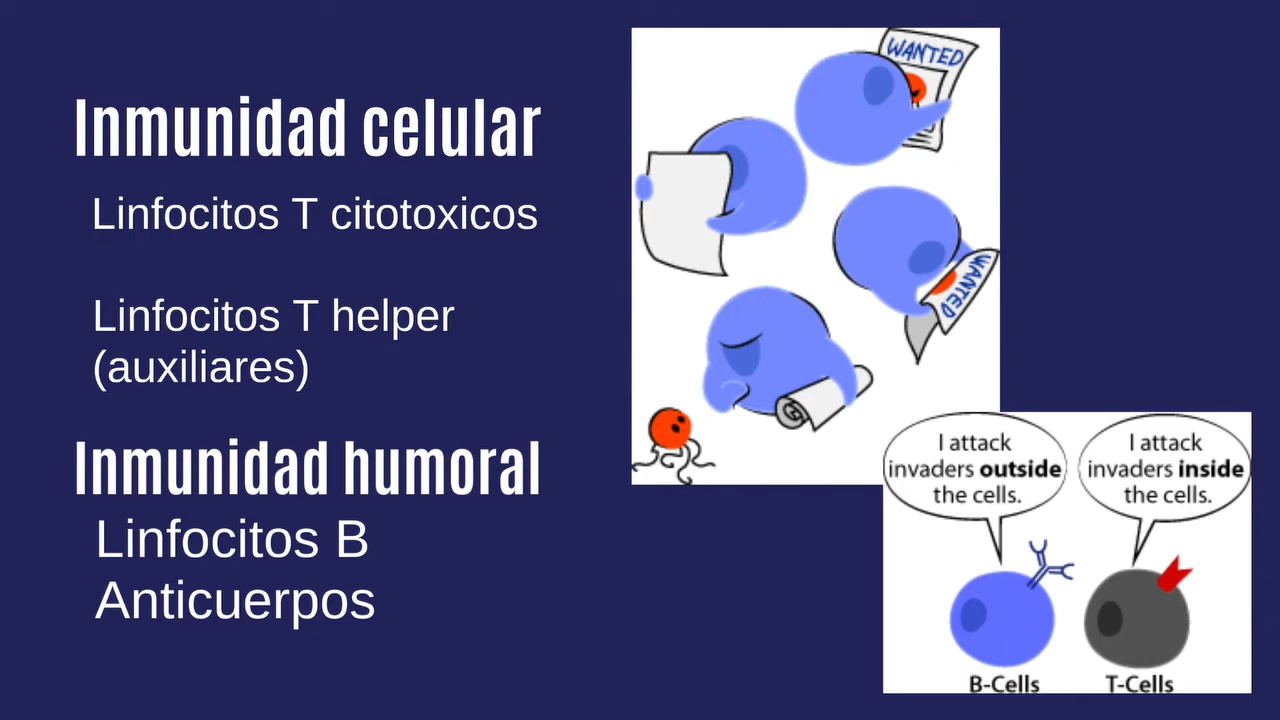 Inmunidad celular
Linfocitos T citotoxicos
Linfocitos T helper
(auxiliares)
Inmunidad humoral
Linfocitos B
Anticuerpos
WANTED
WANTED
I attack
invaders outside
the cells.
I attack
invaders inside
the cells.
B-Cells
T-Cells